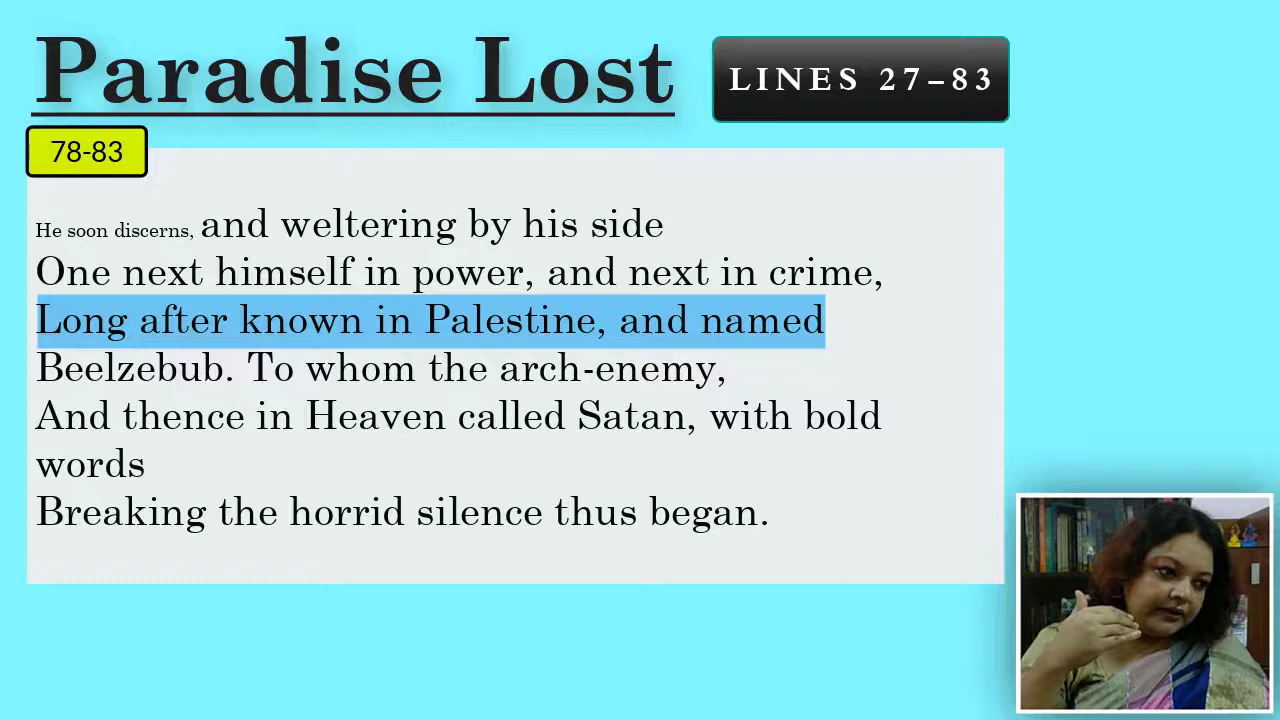 Paradise Lost
LINES 27–83
78-83
He soon discerns, and weltering by his side
One next himself in power, and next in crime,
Long after known in Palestine, and named
Beelzebub. To whom the arch-enemy,
And thence in Heaven called Satan, with bold
words
Breaking the horrid silence thus began.